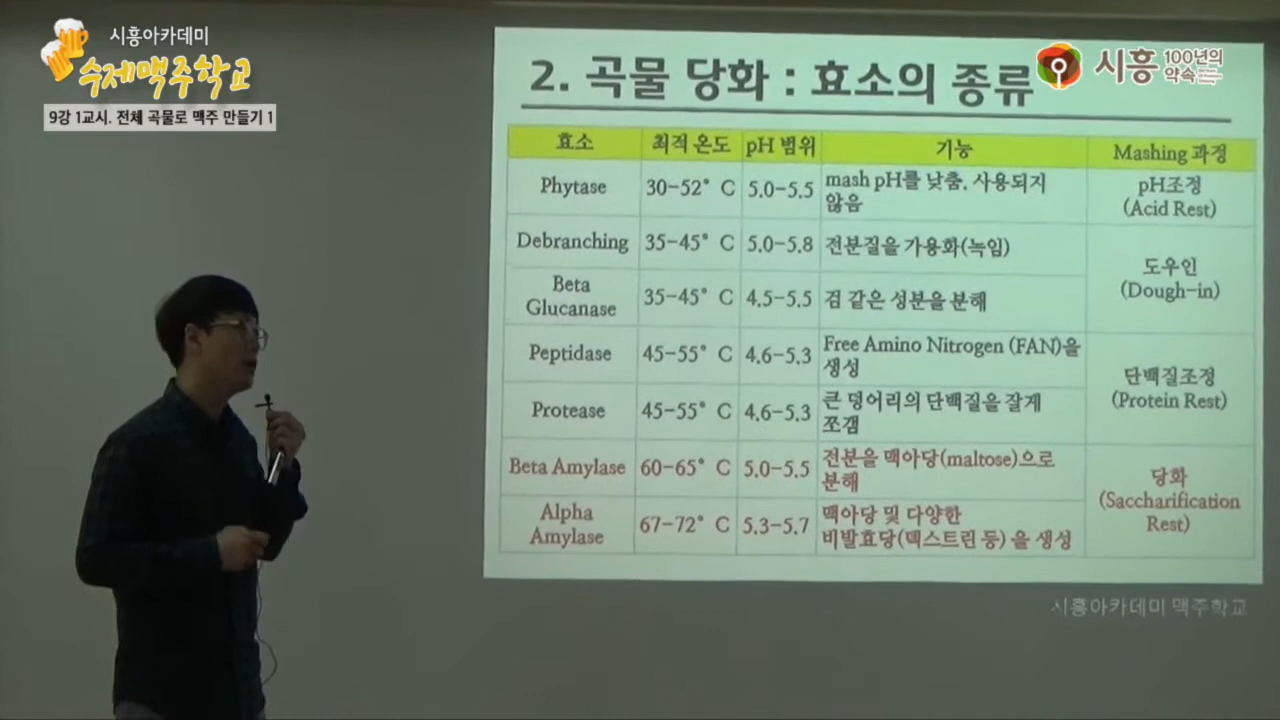 시흥아카데미
수제맥주학교
9강 1교시. 전체 곡물로 맥주 만들기 1
시흥 100년의
약속
2. 곡물 당화 : 효소의 종류
효소 최적 온도 pH 범위 기능 Mashing 과정
Phytase 30-52° C 5.0-5.5 mash pH를 낮춤. 사용되지
않음
pH조정
(Acid Rest)
Debranching 35-45° C 5.0-5.8 전분질을 가용화(녹임)
Beta
Glucanase 35-45° C 4.5-5.5 검 같은 성분을 분해
도우인
(Dough-in)
Peptidase 45-55° C 4.6-5.3 Free Amino Nitrogen (FAN)을
생성
Protease 45-55° C 4.6-5.3 큰 덩어리의 단백질을 잘게
쪼갬
단백질조정
(Protein Rest)
Beta Amylase 60-65° C 5.0-5.5 전분을 맥아당(maltose)으로
분해
Alpha
Amylase 67-72° C 5.3-5.7 맥아당 및 다양한
비발효당(덱스트린 등) 을 생성
당화
(Saccharification
Rest)
시흥아카데미 맥주학교